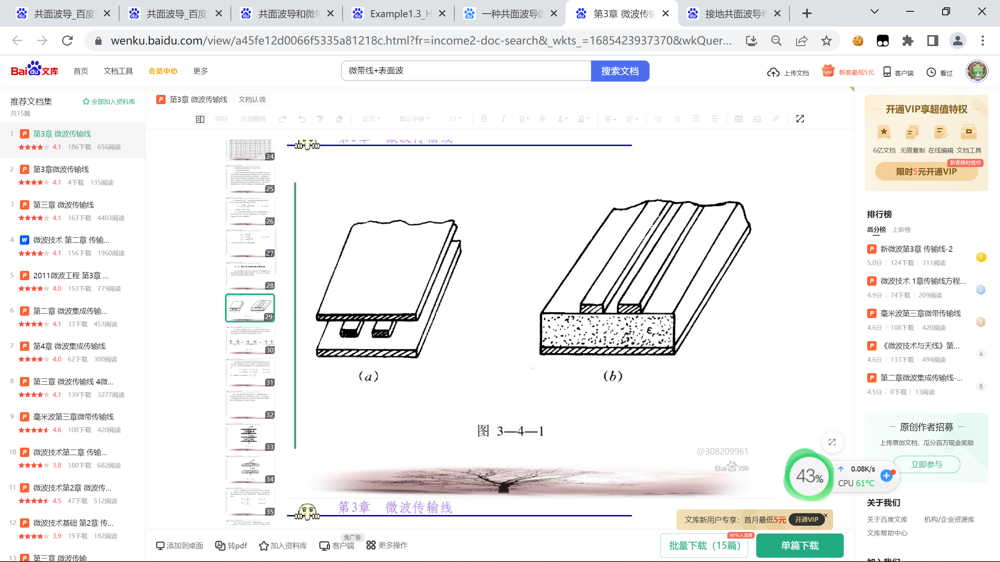 共面波导_百度
共面波导_百度
共面波导和微带
Example1.3_H
一种共面波导的
第3章 微波传输
接地共面波导和
wenku.baidu.com/view/a45fe12d0066f5335a81218c.html?fr=income2-doc-search&_wkts_=1685423937370&wkQuer...
Bai du 文库
首页
文档工具
会员中心
更多
微带线+表面波
搜索文档
上传文档
VIP
新客最低5元
客户端
看过
推荐文档集
全部加入资料库
共15篇
1 第3章 微波传输线
4.1 186下载 656阅读
2 第3章微波传输线
4.1 4下载 135阅读
3 第三章 微波传输线
4.1 163下载 4403阅读
4 微波技术 第二章 传输...
4.1 156下载 1960阅读
5 2011微波工程 第3章 ...
4.0 153下载 779阅读
6 第二章 微波集成传输...
4.1 33下载 453阅读
7 第4章 微波集成传输线
4.0 62下载 300阅读
8 第三章 微波传输线 4微...
4.1 139下载 3277阅读
9 毫米波第三章微带传输线
4.6 108下载 420阅读
10 微波技术第二章 传输...
3.8 180下载 682阅读
11 微波技术第2章 微波传...
4.5 47下载 512阅读
12 微波技术基础 第2章 传...
3.9 19下载 192阅读
13 第三章 微波传输
第3章 微波传输线
文档认领
保存
全部撤销
正文
默认字体
11
24
25
26
27
28
29
30
31
32
33
34
35
第3章 微波传输线
ε
(a)
(b)
图 3—4—1
@308209961
Bai du 文库
第3章 微波传输线
文库新用户专享：首月最低5元
开通VIP
添加到桌面
转pdf
加入资料库
免广告
客户端
更多操作
90%人选择
批量下载（15篇）
单篇下载
开通VIP享超值特权
6亿文档 无限复制 在线编辑 文档工具
新客限时低价
限时5元开通VIP
排行榜
高分榜 上新榜
新微波第3章 传输线-2
5.0分 124下载 311阅读
1
微波技术 1章传输线方程...
4.9分 74下载 209阅读
2
毫米波第三章微带传输线
4.6分 108下载 420阅读
3
《微波技术与天线》第...
4.6分 133下载 494阅读
4
第二章微波集成传输线-...
4.5分 0下载 13阅读
5
原创作者招募
上传原创文档，瓜分百万现金奖励
立即参与
43%
0.08K/s
CPU 61°C
关于我们
关于百度文库 机构/企业资源库
文库帮助中心
加入我们